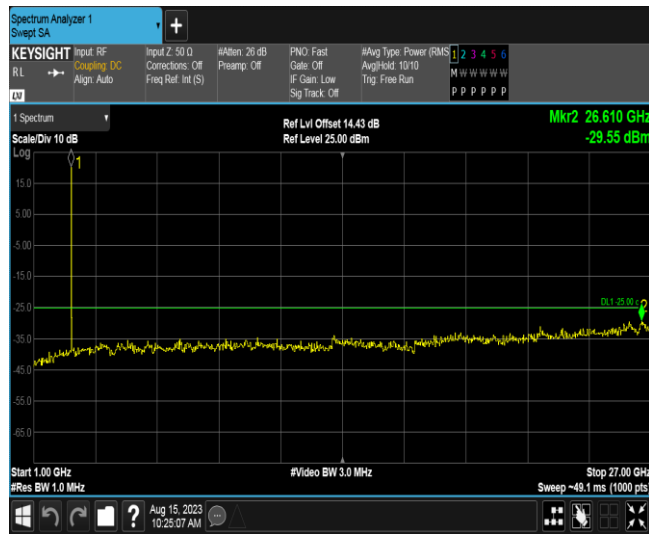 Spectrum Analyzer 1
Swept SA
KEYSIGHT
RL
LXI
Input: RF
Coupling: DC
Align: Auto
Input Z: 50 Ω
Corrections: Off
Freq Ref: Int (S)
#Atten: 26 dB
Preamp: Off
PNO: Fast
Gate: Off
IF Gain: Low
Sig Track: Off
#Avg Type: Power (RMS
Avg|Hold: 10/10
Trig: Free Run
1 2 3 4 5 6
M W W W W W
P P P P P P
1 Spectrum
Scale/Div 10 dB
Log
Ref Lvl Offset 14.43 dB
Ref Level 25.00 dBm
Mkr2 26.610 GHz
-29.55 dBm
1
15.0
5.00
-5.00
-15.0
-25.0
DL1 -25.00
2
-35.0
-45.0
-55.0
-65.0
Start 1.00 GHz
#Video BW 3.0 MHz
Stop 27.00 GHz
#Res BW 1.0 MHz
Sweep ~49.1 ms (1000 pts
?
Aug 15, 2023
10:25:07 AM